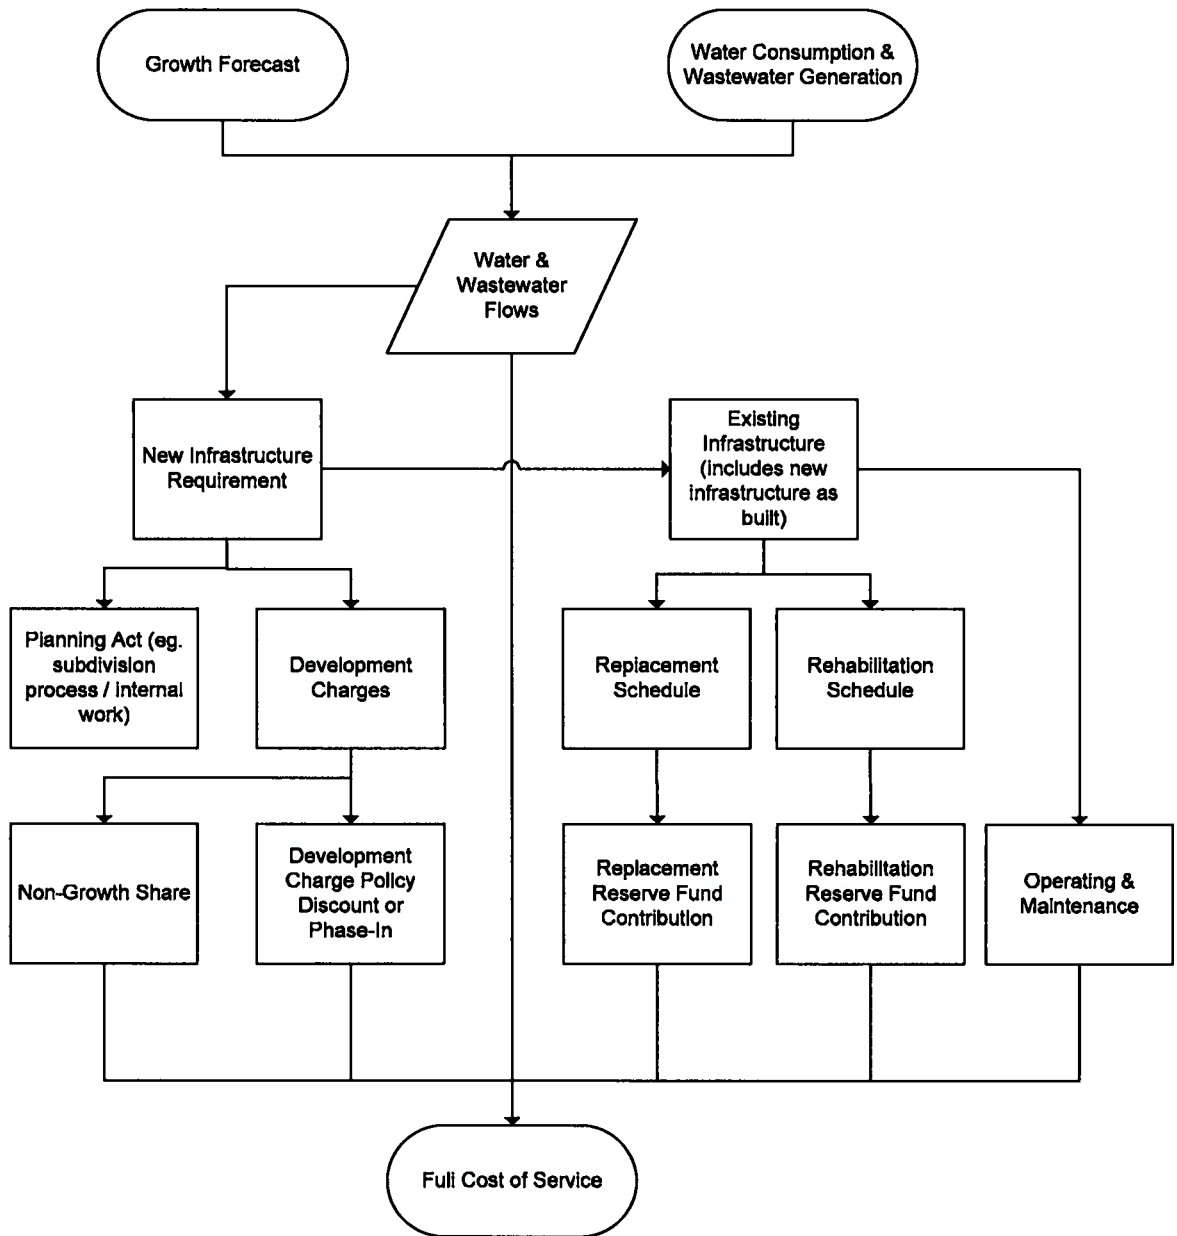 Growth Forecast
Water Consumption &
Wastewater Generation
Water &
Wastewater
Flows
New Infrastructure
Requirement
Existing
Infrastructure
(includes new
infrastructure as
built)
Planning Act (eg.
subdivision
process / internal
work)
Development
Charges
Replacement
Schedule
Rehabilitation
Schedule
Non-Growth Share
Development
Charge Policy
Discount or
Phase-In
Replacement
Reserve Fund
Contribution
Rehabilitation
Reserve Fund
Contribution
Operating &
Maintenance
Full Cost of Service